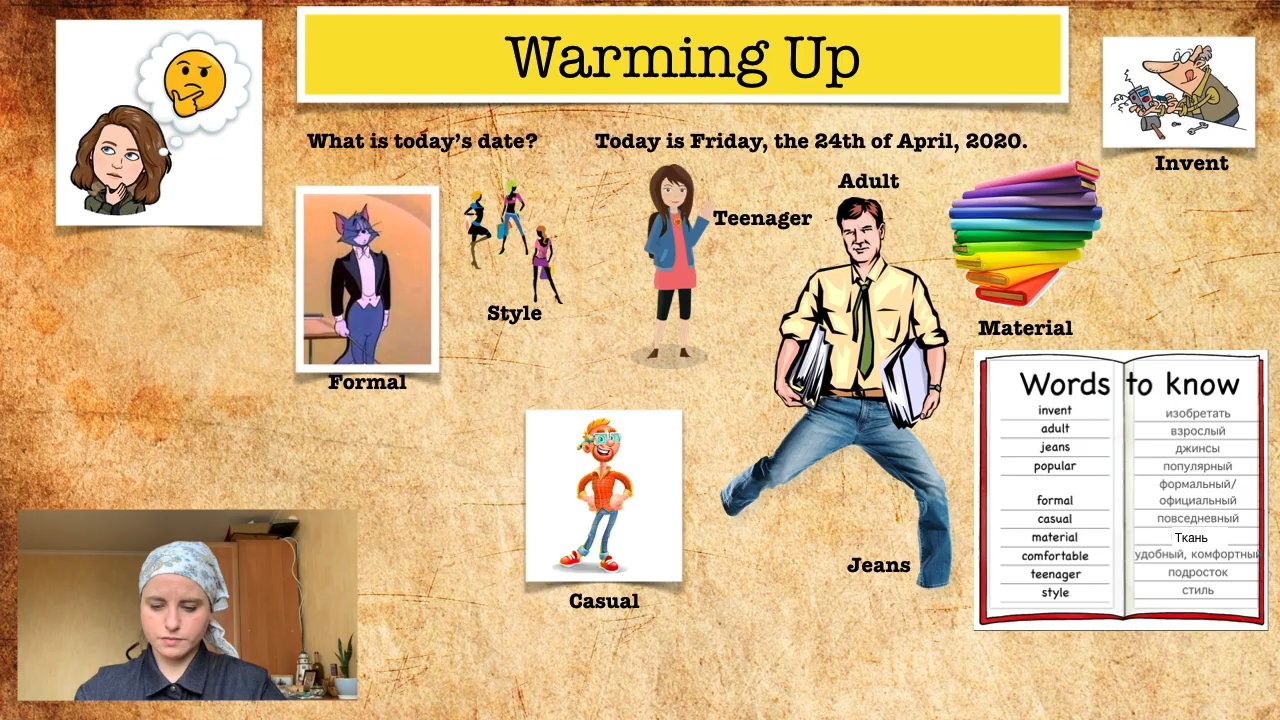 Warming Up
What is today's date?
Today is Friday, the 24th of April, 2020.
Invent
Adult
Teenager
Style
Material
Formal
Casual
Jeans
Words to know
invent изобретать
adult взрослый
jeans джинсы
popular популярный
формальный/
formal официальный
casual повседневный
material Ткань
comfortable удобный, комфортный
teenager подросток
style стиль